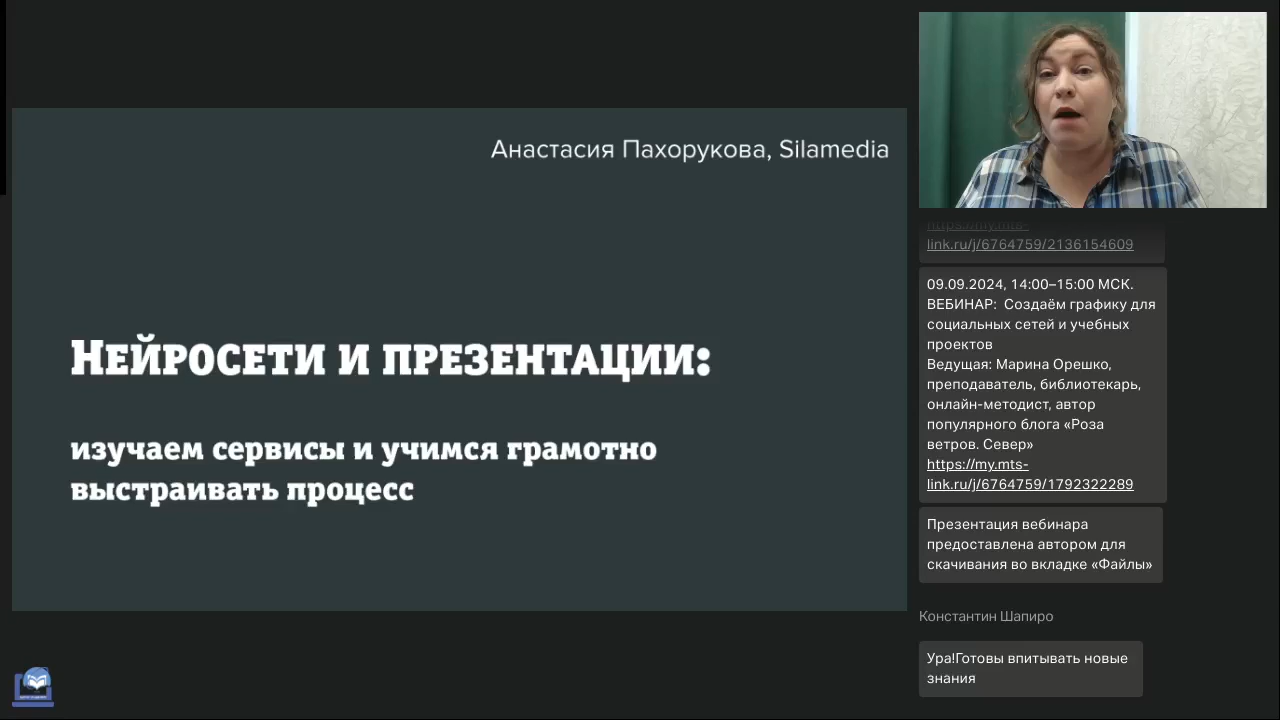 Анастасия Пахорукова, Silamedia
Нейросети и презентации:
изучаем сервисы и учимся грамотно
выстраивать процесс
https://my.mts-
link.ru/j/6764759/2136154609
09.09.2024, 14:00–15:00 МСК.
ВЕБИНАР:  Создаём графику для
социальных сетей и учебных
проектов
Ведущая: Марина Орешко,
преподаватель, библиотекарь,
онлайн-методист, автор
популярного блога «Роза
ветров. Север»
https://my.mts-
link.ru/j/6764759/1792322289
Презентация вебинара
предоставлена автором для
скачивания во вкладке «Файлы»
Константин Шапиро
Ура!Готовы впитывать новые
знания